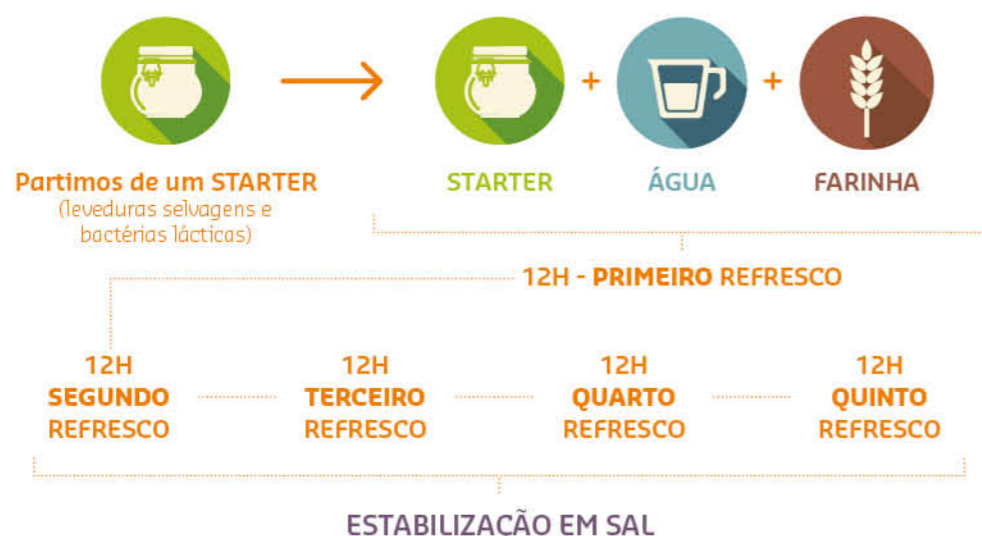 Partimos de um STARTER
(leveduras selvagens e
bactérias lácticas)
+
+
STARTER
ÁGUA
FARINHA
12H - PRIMEIRO REFRESCO
12H
SEGUNDO
REFRESCO
12H
TERCEIRO
REFRESCO
12H
QUARTO
REFRESCO
12H
QUINTO
REFRESCO
ESTABILIZAÇÃO EM SAL